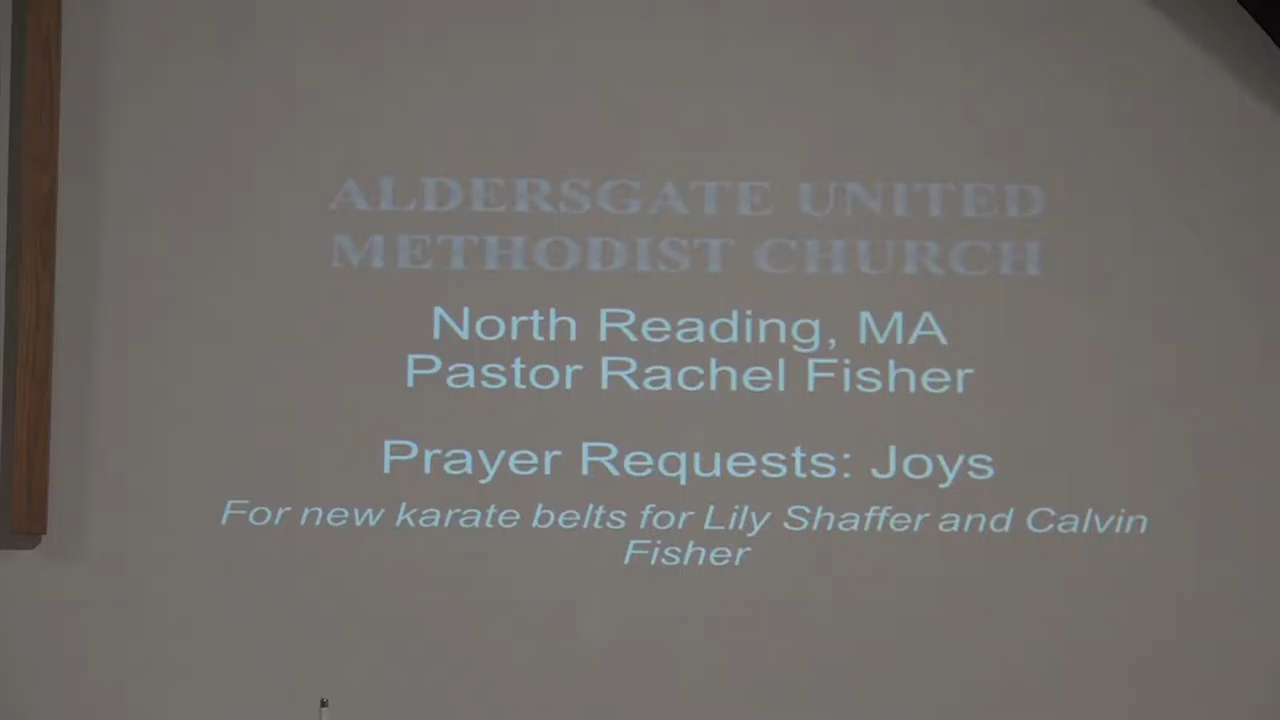 ALDERSGATE UNITED
METHODIST CHURCH
North Reading, MA
Pastor Rachel Fisher
Prayer Requests: Joys
For new karate belts for Lily Shaffer and Calvin
Fisher